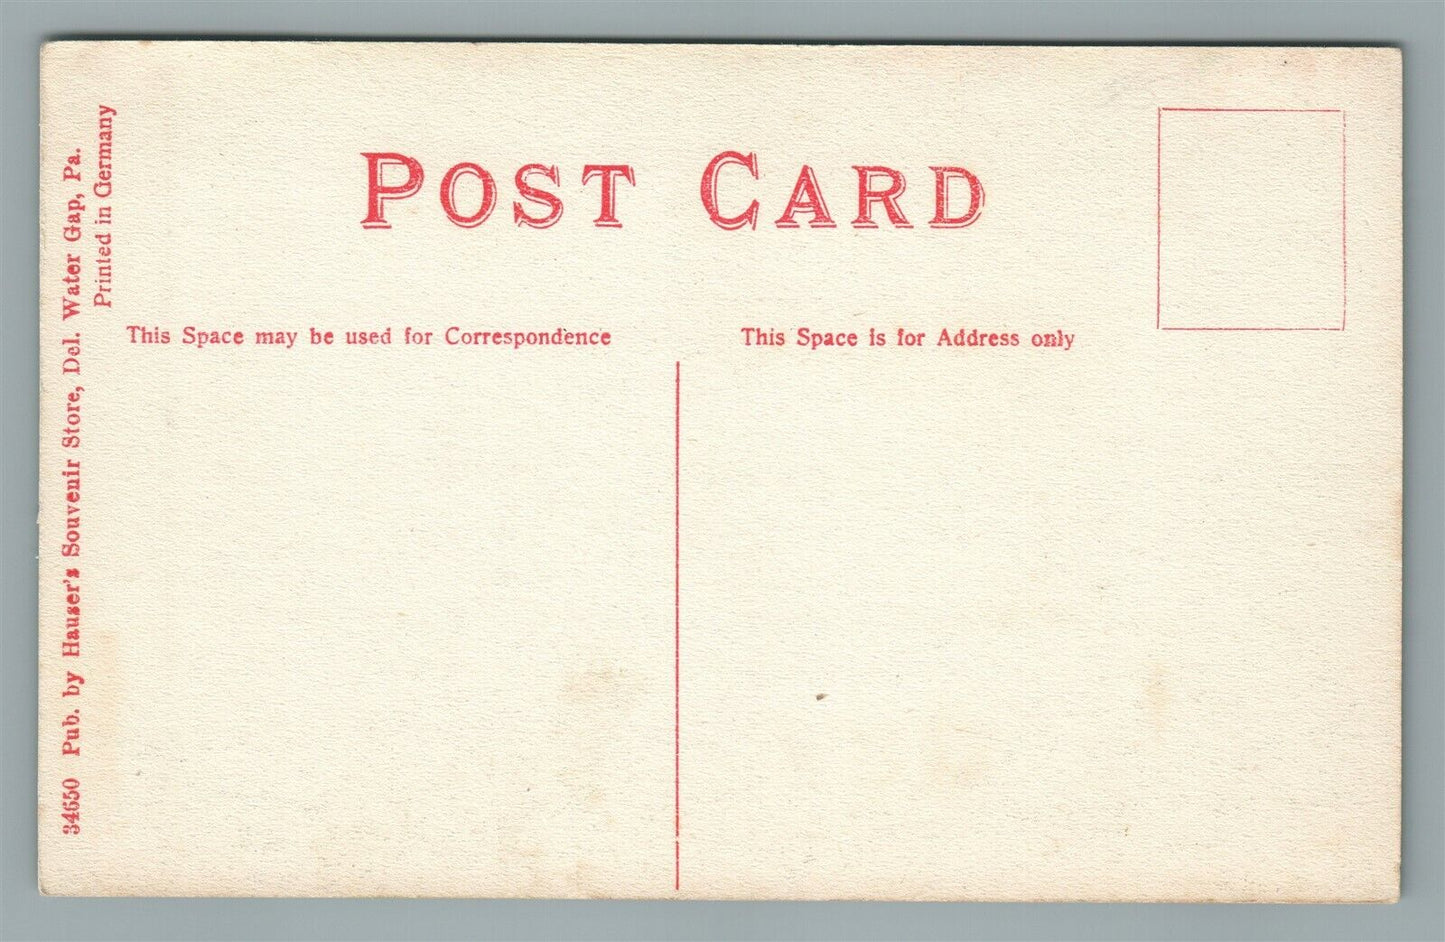 POST CARD
This Space may be used for Correspondence
This Space is for Address only
34650 Pub. by Hauser's Souvenir Store, Del. Water Gap, Pa.
Printed in Germany